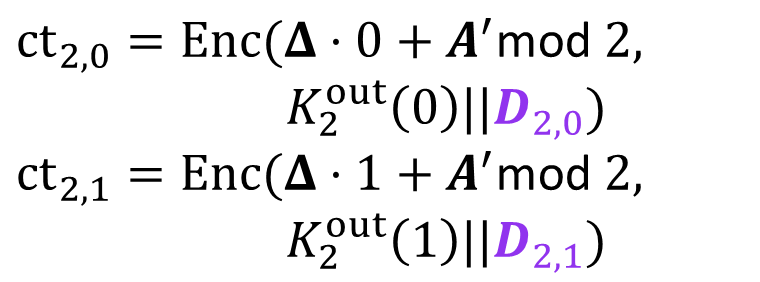 ct₂,₀ = Enc(Δ · 0 + A′mod 2,
K₂ᵒᵘᵗ(0)||D₂,₀)
ct₂,₁ = Enc(Δ · 1 + A′mod 2,
K₂ᵒᵘᵗ(1)||D₂,₁)